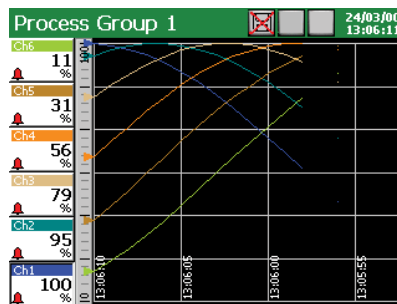 Process Group 1
24/03/00
13:06:11
Ch6
11
%
Ch5
31
%
Ch4
56
%
Ch3
79
%
Ch2
95
%
Ch1
100
%
100
0
13:06:10
13:06:05
13:06:00
13:05:55